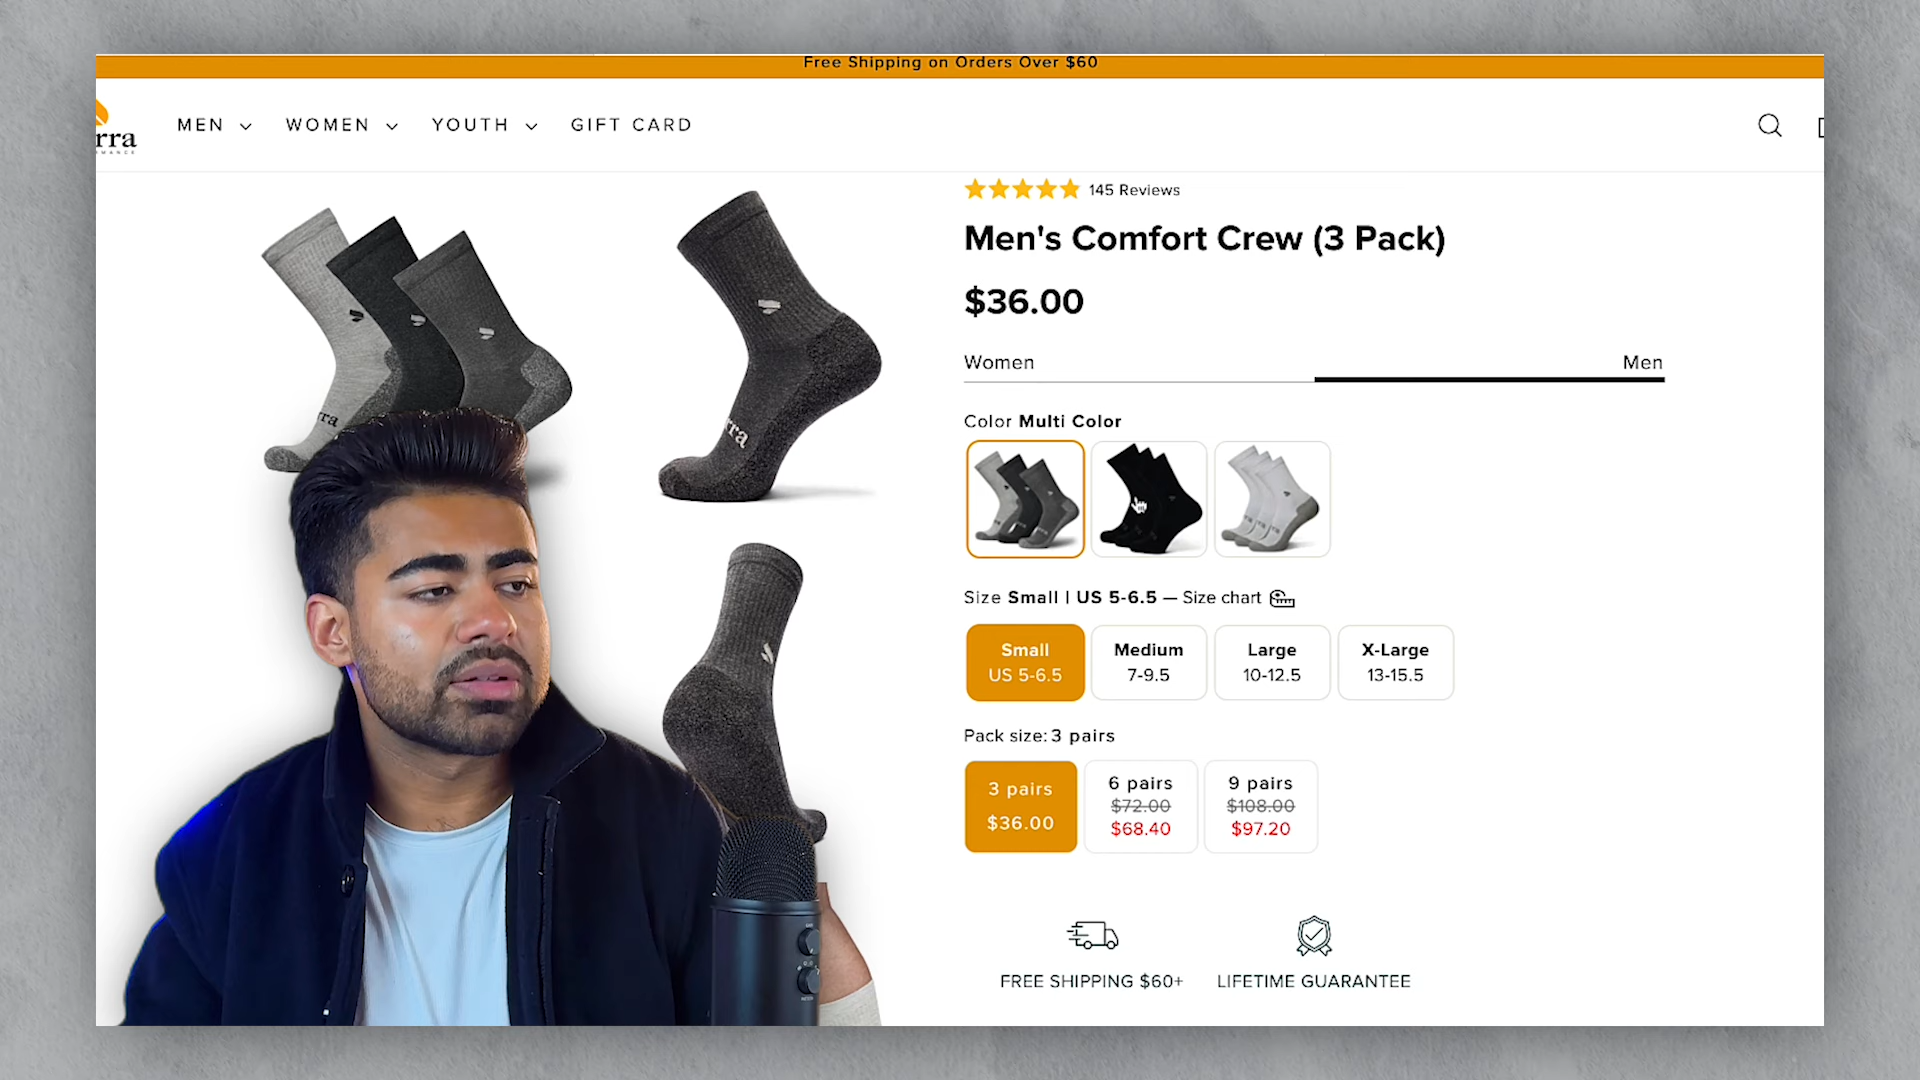 Free Shipping on Orders Over $60
MEN
WOMEN
YOUTH
GIFT CARD
rra
145 Reviews
Men's Comfort Crew (3 Pack)
$36.00
Women
Men
Color Multi Color
Size Small | US 5-6.5 — Size chart
Small
US 5-6.5
Medium
7-9.5
Large
10-12.5
X-Large
13-15.5
Pack size: 3 pairs
3 pairs
$36.00
6 pairs
$72.00
$68.40
9 pairs
$108.00
$97.20
FREE SHIPPING $60+
LIFETIME GUARANTEE